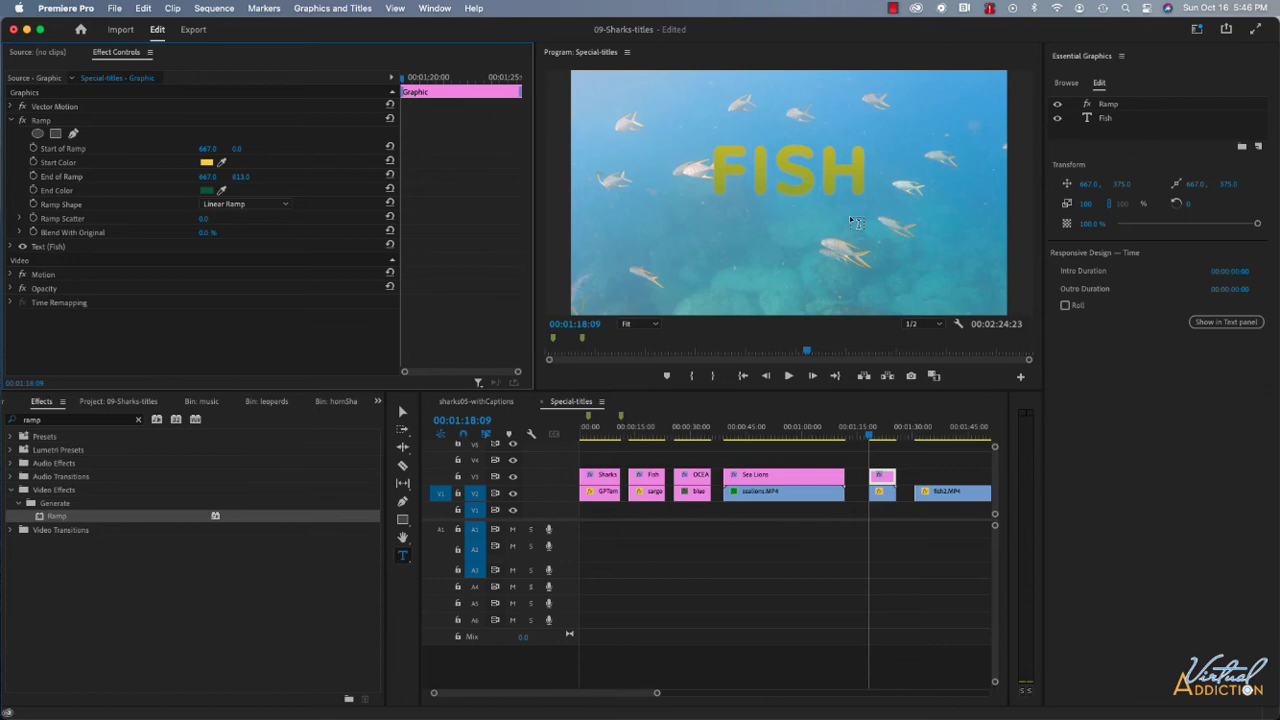 Premiere Pro File Edit Clip Sequence Markers Graphics and Titles View Window Help Sun Oct 16 5:46 PM
Import Edit Export 09-Sharks-titles - Edited
Source: (no clips) Effect Controls Program: Special-titles Essential Graphics
Source - Graphic Special-titles - Graphic 00:01:20:00 00:01:25: Browse Edit
Graphics Graphic
Vector Motion Ramp
Ramp Fish
Start of Ramp 667.0 0.0
Start Color Transform
End of Ramp 667.0 813.0 667.0, 375.0 667.0, 375.0
End Color
Ramp Shape Linear Ramp 100 100 % 0
Ramp Scatter 0.0 100.0 %
Blend With Original 0.0 %
Text (Fish) Responsive Design — Time
Video Intro Duration 00:00:00:00
Motion Outro Duration 00:00:00:00
Opacity Roll
Time Remapping Show in Text panel
FISH
00:01:18:09 Fit 1/2 00:02:24:23
00:01:18:09
Effects Project: 09-Sharks-titles Bin: music Bin: leopards Bin: hornSha sharks05-withCaptions Special-titles
ramp 00:01:18:09
Presets :00:00 00:00:15:00 00:00:30:00 00:00:45:00 00:01:00:00 00:01:15:00 00:01:30:00 00:01:45:00
Lumetri Presets V5
Audio Effects V4
Audio Transitions V3 Sharks Fish OCEA Sea Lions
Video Effects V1 V2 GPTem sargo blue sealions.MP4 fish2.MP4
Generate V1
Ramp
Video Transitions A1 A1 M S
A2 M S
A3 M S
A4 M S
A5 M S
A6 M S
Mix 0.0
S S
Virtual
ADDICTION